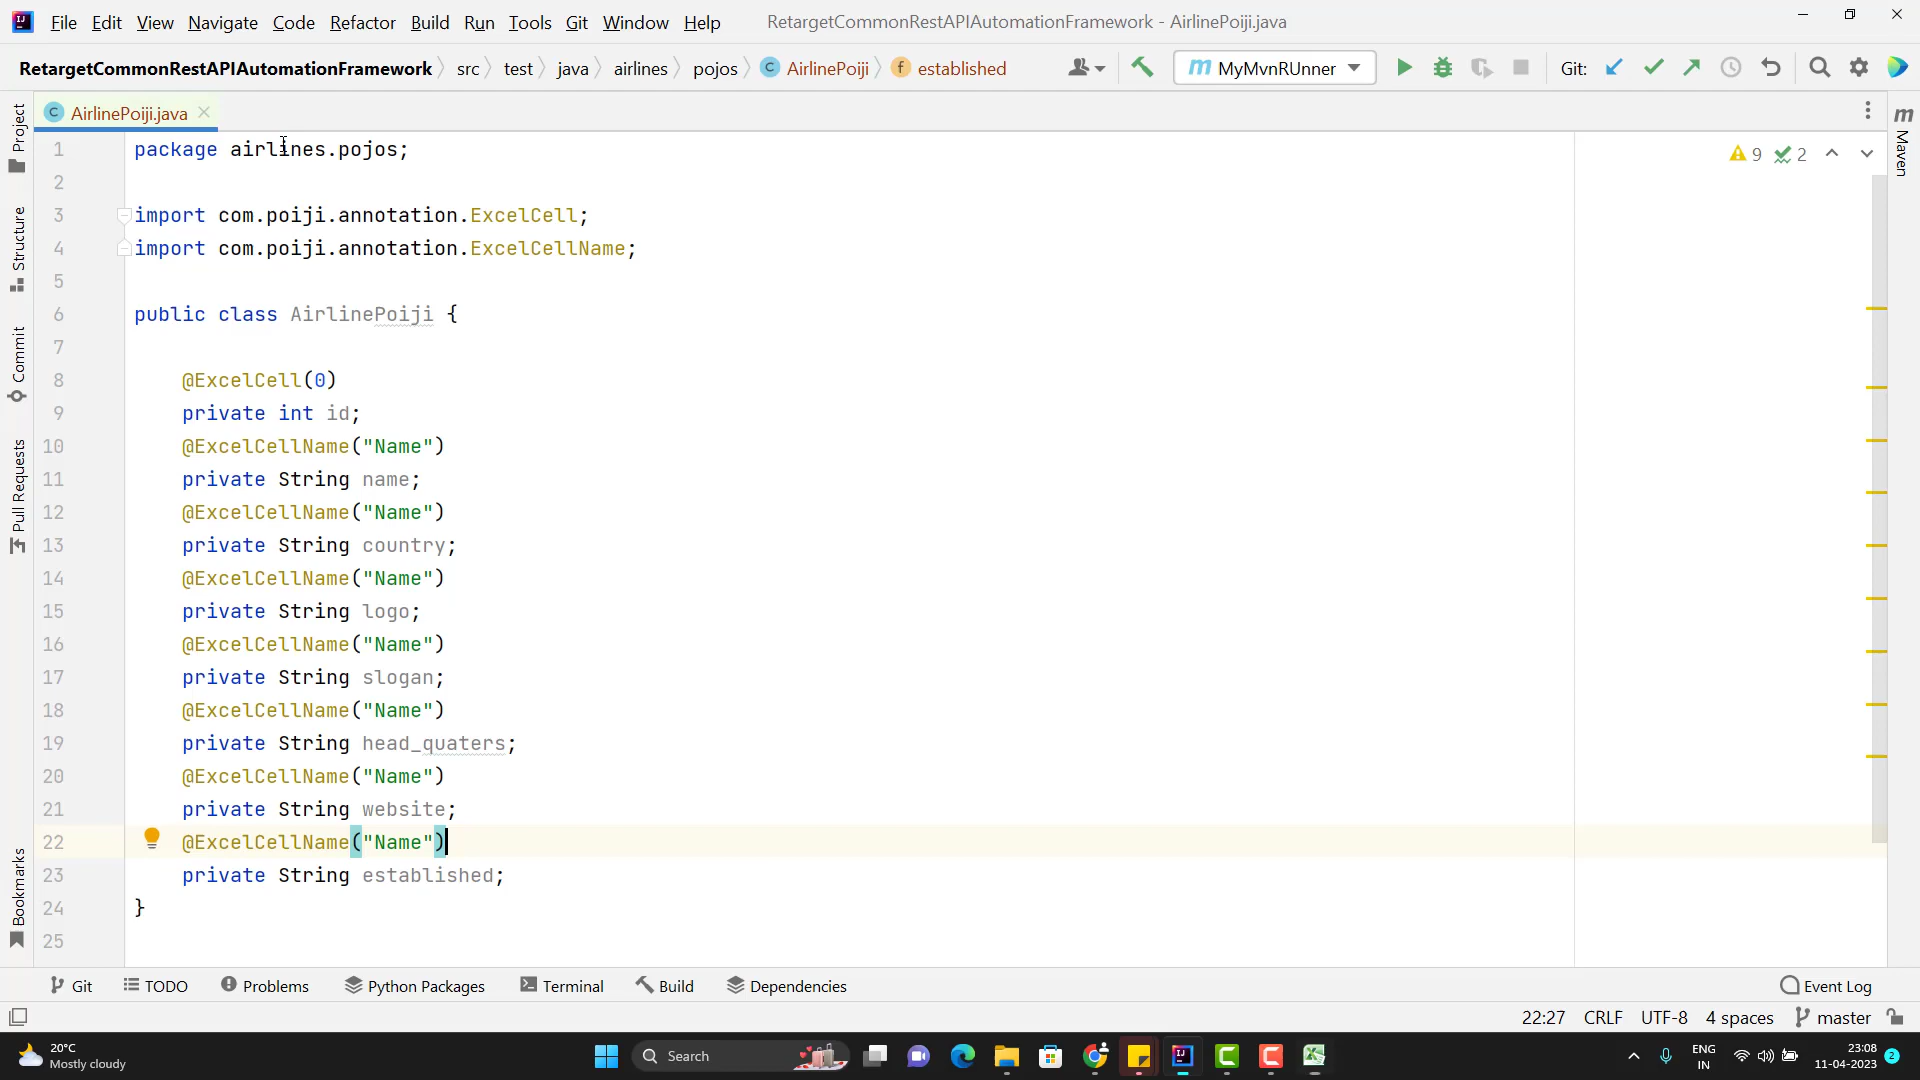 File Edit View Navigate Code Refactor Build Run Tools Git Window Help RetargetCommonRestAPIAutomationFramework - AirlinePoiji.java
RetargetCommonRestAPIAutomationFramework src test java airlines pojos AirlinePoiji established MyMvnRUnner Git:
AirlinePoiji.java
Project
Structure
Commit
Pull Requests
Bookmarks
Maven
9 2
1 package airlines.pojos;
2
3 import com.poiji.annotation.ExcelCell;
4 import com.poiji.annotation.ExcelCellName;
5
6 public class AirlinePoiji {
7
8 @ExcelCell(0)
9 private int id;
10 @ExcelCellName("Name")
11 private String name;
12 @ExcelCellName("Name")
13 private String country;
14 @ExcelCellName("Name")
15 private String logo;
16 @ExcelCellName("Name")
17 private String slogan;
18 @ExcelCellName("Name")
19 private String head_quaters;
20 @ExcelCellName("Name")
21 private String website;
22 @ExcelCellName("Name")
23 private String established;
24 }
25
Git TODO Problems Python Packages Terminal Build Dependencies Event Log
22:27 CRLF UTF-8 4 spaces master
20°C
Mostly cloudy
Search
ENG
IN
23:08
11-04-2023
2